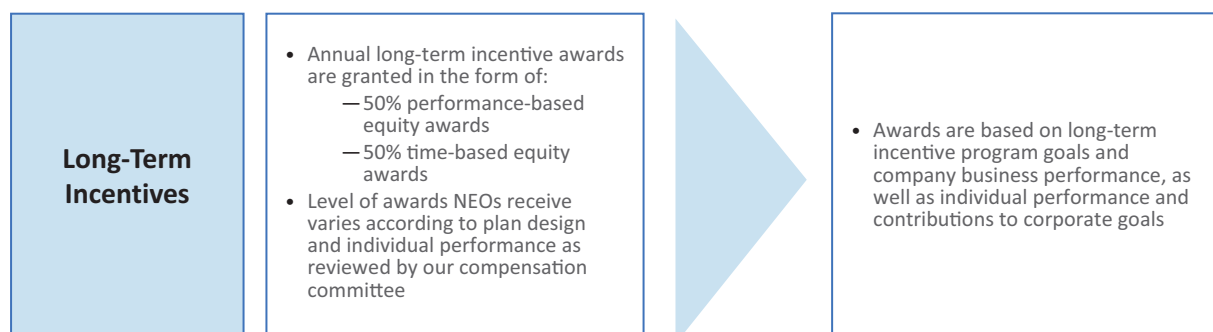 Long-Term
Incentives
• Annual long-term incentive awards
are granted in the form of:
—50% performance-based
equity awards
—50% time-based equity
awards
• Level of awards NEOs receive
varies according to plan design
and individual performance as
reviewed by our compensation
committee
• Awards are based on long-term
incentive program goals and
company business performance, as
well as individual performance and
contributions to corporate goals